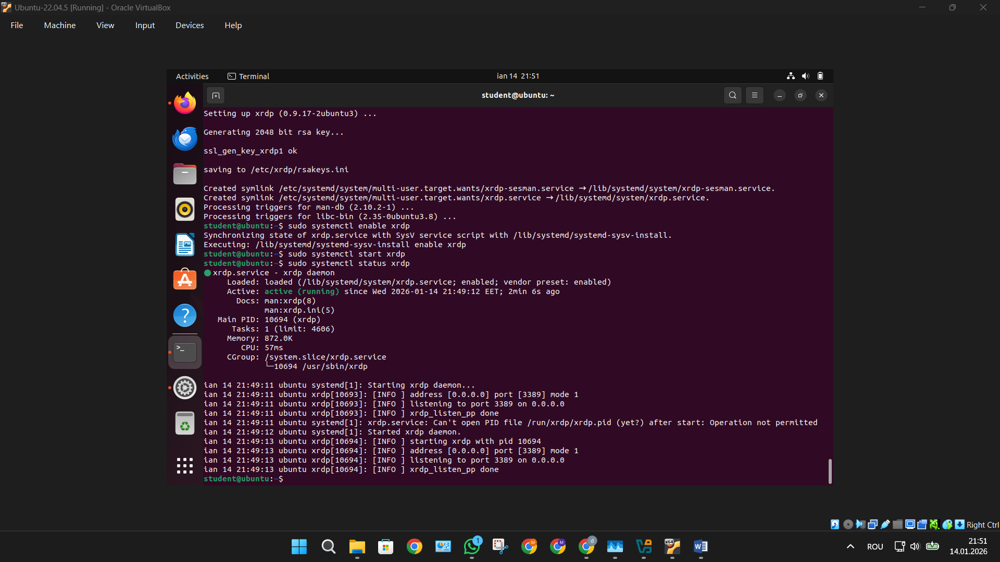 Ubuntu-22.04.5 [Running] - Oracle VirtualBox
File Machine View Input Devices Help
Activities Terminal ian 14 21:51
student@ubuntu: ~
Setting up xrdp (0.9.17-2ubuntu3) ...
Generating 2048 bit rsa key...
ssl_gen_key_xrdp1 ok
saving to /etc/xrdp/rsakeys.ini
Created symlink /etc/systemd/system/multi-user.target.wants/xrdp-sesman.service → /lib/systemd/system/xrdp-sesman.service.
Created symlink /etc/systemd/system/multi-user.target.wants/xrdp.service → /lib/systemd/system/xrdp.service.
Processing triggers for man-db (2.10.2-1) ...
Processing triggers for libc-bin (2.35-0ubuntu3.8) ...
student@ubuntu:~$ sudo systemctl enable xrdp
Synchronizing state of xrdp.service with SysV service script with /lib/systemd/systemd-sysv-install.
Executing: /lib/systemd/systemd-sysv-install enable xrdp
student@ubuntu:~$ sudo systemctl start xrdp
student@ubuntu:~$ sudo systemctl status xrdp
● xrdp.service - xrdp daemon
Loaded: loaded (/lib/systemd/system/xrdp.service; enabled; vendor preset: enabled)
Active: active (running) since Wed 2026-01-14 21:49:12 EET; 2min 6s ago
Docs: man:xrdp(8)
man:xrdp.ini(5)
Main PID: 10694 (xrdp)
Tasks: 1 (limit: 4606)
Memory: 872.0K
CPU: 57ms
CGroup: /system.slice/xrdp.service
└─10694 /usr/sbin/xrdp
ian 14 21:49:11 ubuntu systemd[1]: Starting xrdp daemon...
ian 14 21:49:11 ubuntu xrdp[10693]: [INFO ] address [0.0.0.0] port [3389] mode 1
ian 14 21:49:11 ubuntu xrdp[10693]: [INFO ] listening to port 3389 on 0.0.0.0
ian 14 21:49:11 ubuntu xrdp[10693]: [INFO ] xrdp_listen_pp done
ian 14 21:49:11 ubuntu systemd[1]: xrdp.service: Can't open PID file /run/xrdp/xrdp.pid (yet?) after start: Operation not permitted
ian 14 21:49:12 ubuntu systemd[1]: Started xrdp daemon.
ian 14 21:49:13 ubuntu xrdp[10694]: [INFO ] starting xrdp with pid 10694
ian 14 21:49:13 ubuntu xrdp[10694]: [INFO ] address [0.0.0.0] port [3389] mode 1
ian 14 21:49:13 ubuntu xrdp[10694]: [INFO ] listening to port 3389 on 0.0.0.0
ian 14 21:49:13 ubuntu xrdp[10694]: [INFO ] xrdp_listen_pp done
student@ubuntu:~$
Right Ctrl
ROU
21:51
14.01.2026